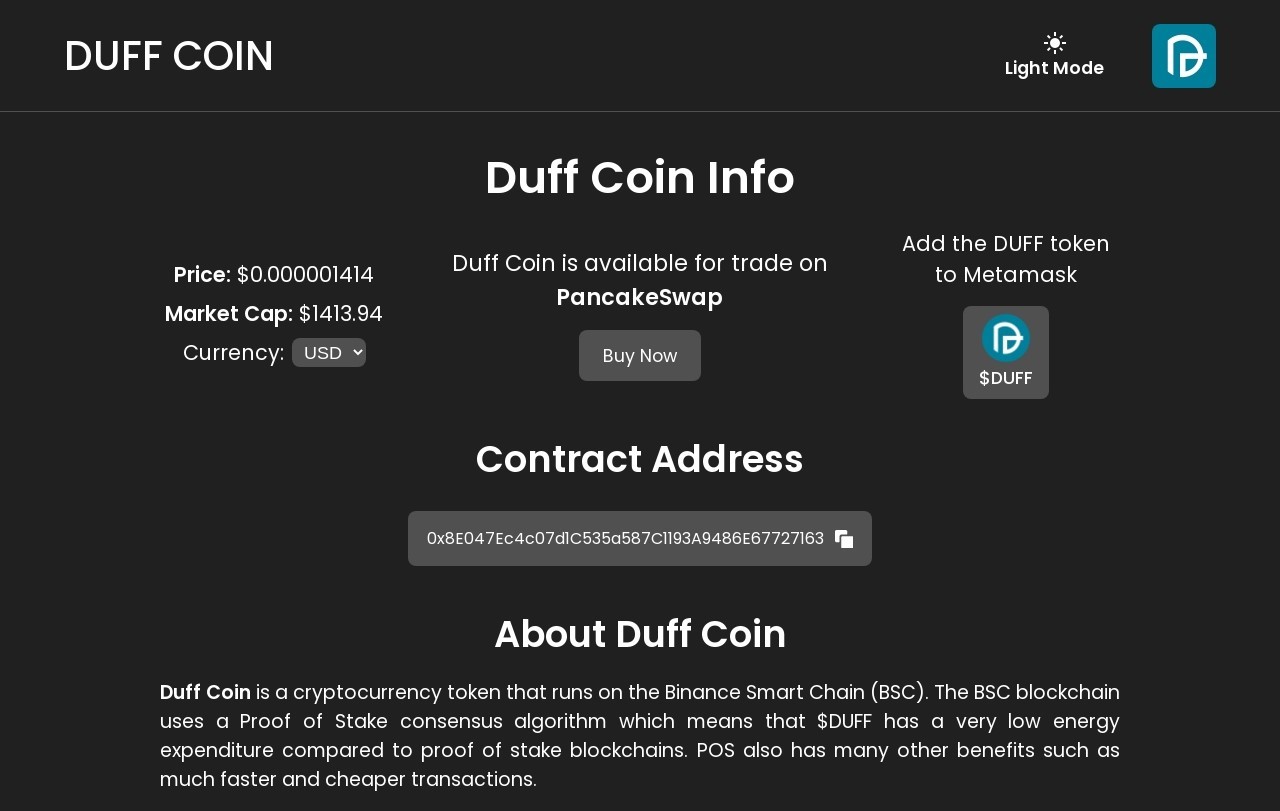 DUFF COIN
Light Mode
Duff Coin Info
Price: $0.000001414
Market Cap: $1413.94
Currency: USD
Duff Coin is available for trade on
PancakeSwap
Buy Now
Add the DUFF token
to Metamask
$DUFF
Contract Address
0x8E047Ec4c07d1C535a587C1193A9486E67727163
About Duff Coin
Duff Coin is a cryptocurrency token that runs on the Binance Smart Chain (BSC). The BSC blockchain
uses a Proof of Stake consensus algorithm which means that $DUFF has a very low energy
expenditure compared to proof of stake blockchains. POS also has many other benefits such as
much faster and cheaper transactions.